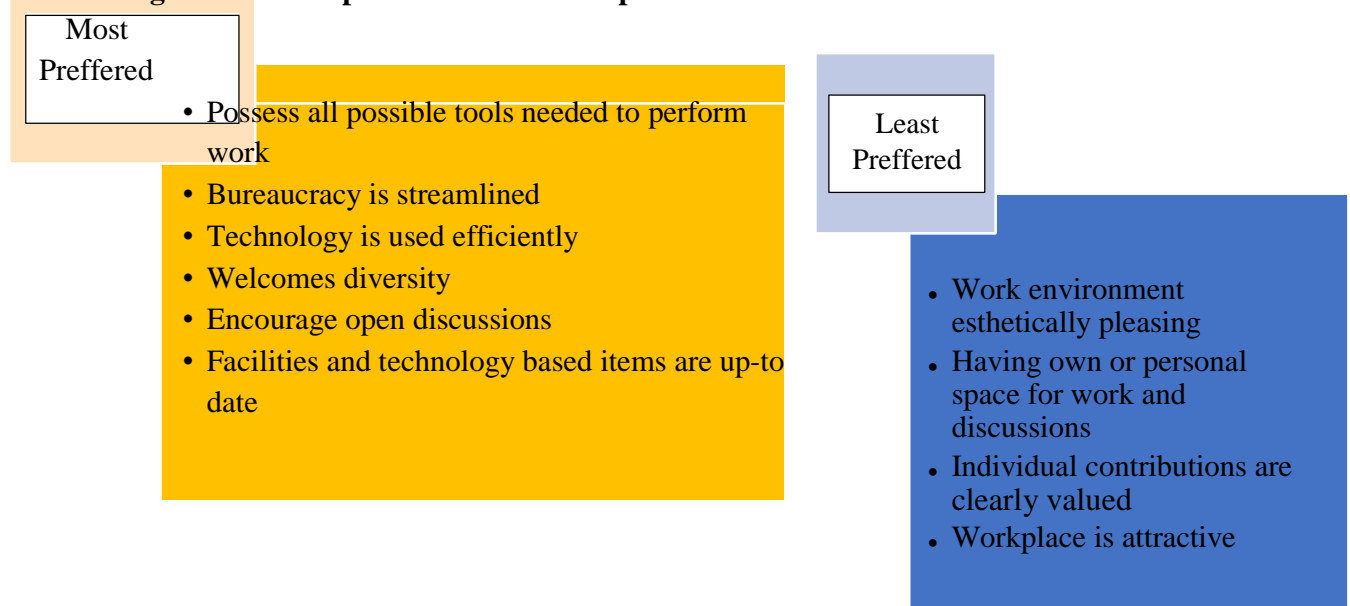 Most
Preffered
• Possess all possible tools needed to perform
work
• Bureaucracy is streamlined
• Technology is used efficiently
• Welcomes diversity
• Encourage open discussions
• Facilities and technology based items are up-to
date
Least
Preffered
• Work environment
esthetically pleasing
• Having own or personal
space for work and
discussions
• Individual contributions are
clearly valued
• Workplace is attractive